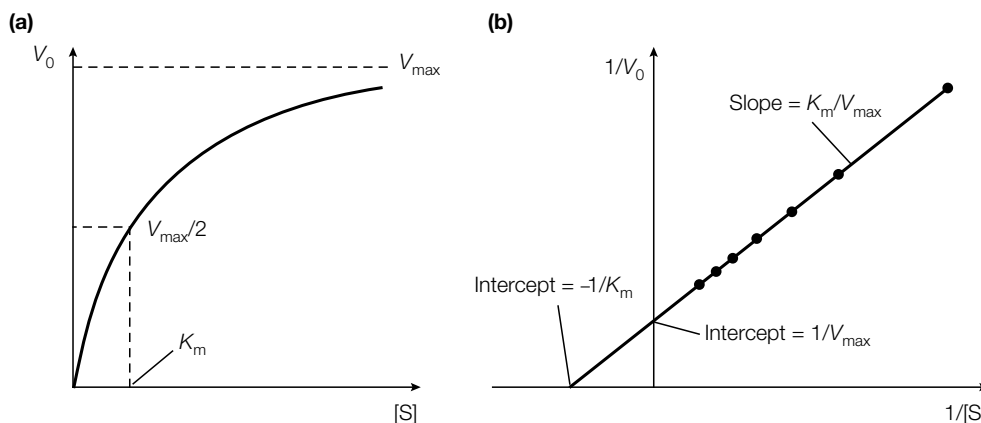 (a)
V0
Vmax
Vmax/2
Km
[S]
(b)
1/V0
Slope = Km/Vmax
Intercept = –1/Km
Intercept = 1/Vmax
1/[S